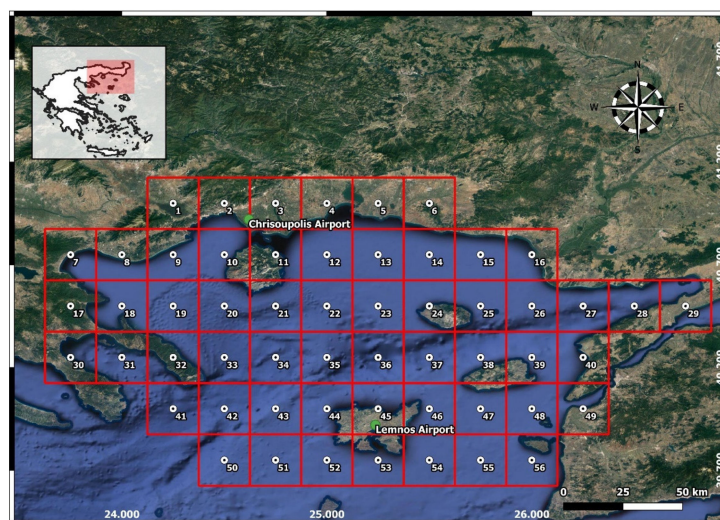 N
W E
S
1 2 3 4 5 6
Chrisoupolis Airport
7 8 9 10 11 12 13 14 15 16
17 18 19 20 21 22 23 24 25 26 27 28 29
30 31 32 33 34 35 36 37 38 39 40
41 42 43 44 45 46 47 48 49
Lemnos Airport
50 51 52 53 54 55 56
0 25 50 km
24.000 25.000 26.000